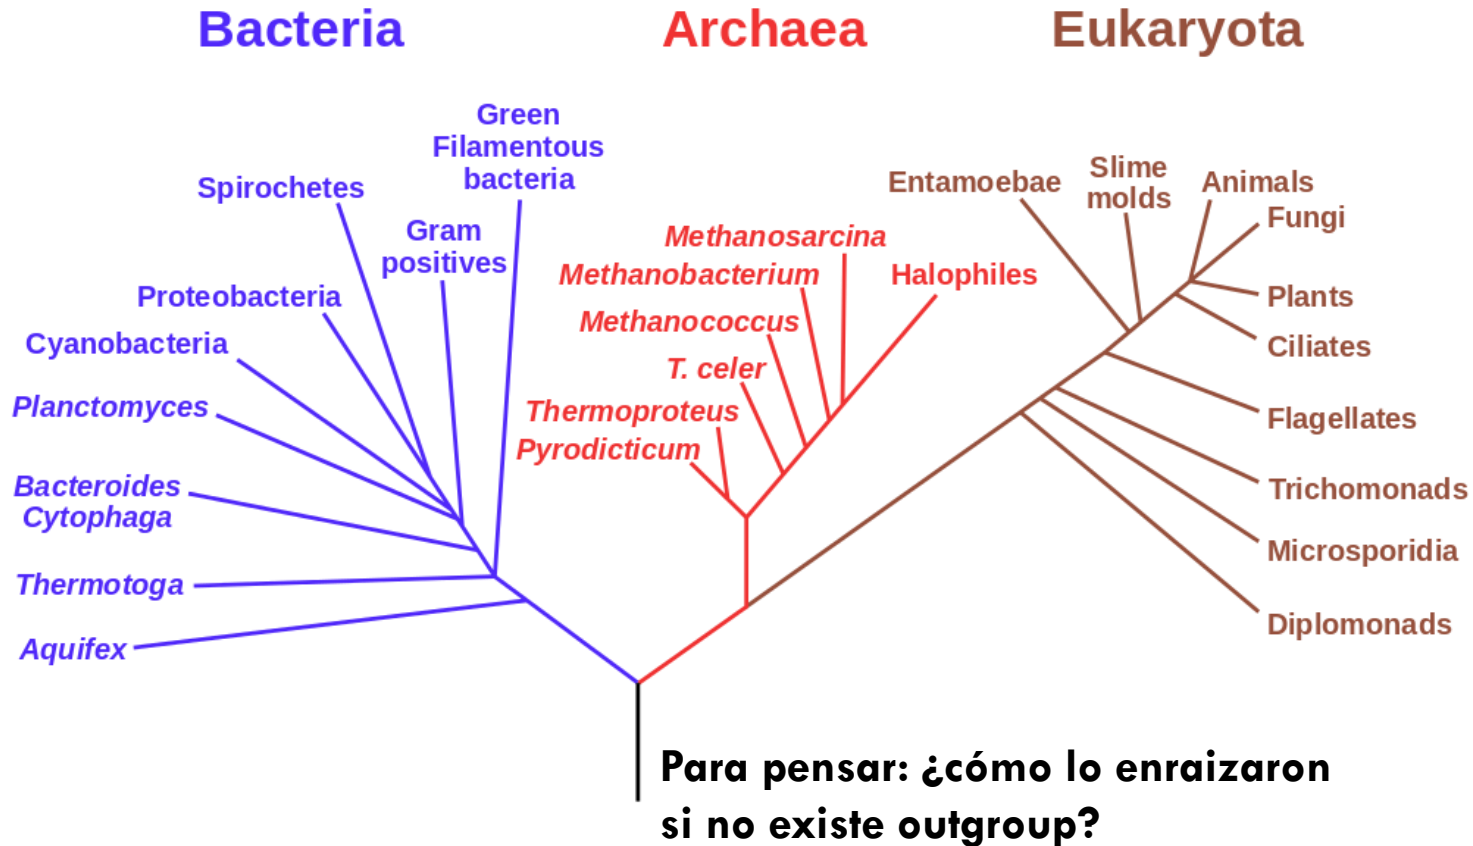 Bacteria
Archaea
Eukaryota
Green
Filamentous
bacteria
Spirochetes
Gram
positives
Proteobacteria
Cyanobacteria
Planctomyces
Bacteroides
Cytophaga
Thermotoga
Aquifex
Methanosarcina
Methanobacterium
Halophiles
Methanococcus
T. celer
Thermoproteus
Pyrodicticum
Entamoebae
Slime
molds
Animals
Fungi
Plants
Ciliates
Flagellates
Trichomonads
Microsporidia
Diplomonads
Para pensar: ¿cómo lo enraizaron
si no existe outgroup?